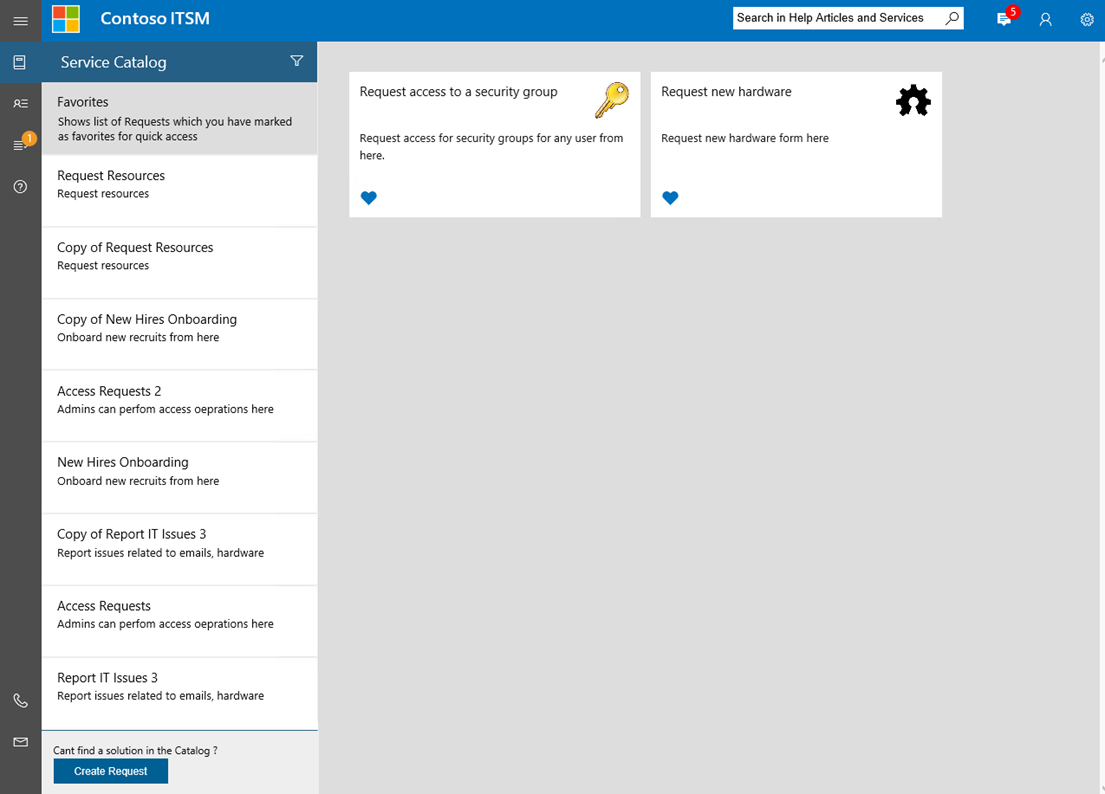 Contoso ITSM
Search in Help Articles and Services
5
Service Catalog
1
Favorites
Shows list of Requests which you have marked
as favorites for quick access
Request Resources
Request resources
Copy of Request Resources
Request resources
Copy of New Hires Onboarding
Onboard new recruits from here
Access Requests 2
Admins can perfom access oeprations here
New Hires Onboarding
Onboard new recruits from here
Copy of Report IT Issues 3
Report issues related to emails, hardware
Access Requests
Admins can perfom access oeprations here
Report IT Issues 3
Report issues related to emails, hardware
Cant find a solution in the Catalog ?
Create Request
Request access to a security group
Request access for security groups for any user from
here.
Request new hardware
Request new hardware form here